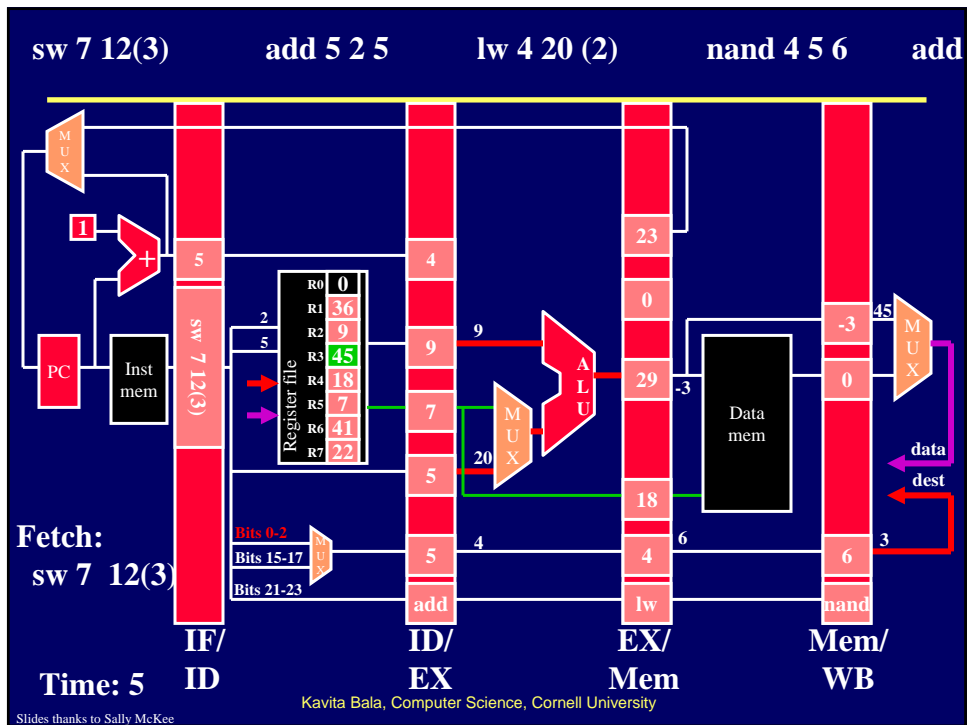 sw 7 12(3) add 5 2 5 lw 4 20 (2) nand 4 5 6 add
M
U
X
1
+
5
4
23
0
R0 0
R1 36
R2 9
R3 45
R4 18
R5 7
R6 41
R7 22
Register file
2
5
PC
Inst
mem
sw 7 12(3)
9
9
7
5
20
M
U
X
A
L
U
29
-3
18
Data
mem
-3
45
0
M
U
X
data
dest
Fetch:
sw 7 12(3)
Bits 0-2
Bits 15-17
Bits 21-23
M
U
X
5
4
4
6
6
3
add
lw
nand
IF/
ID
ID/
EX
EX/
Mem
Mem/
WB
Time: 5
Kavita Bala, Computer Science, Cornell University
Slides thanks to Sally McKee